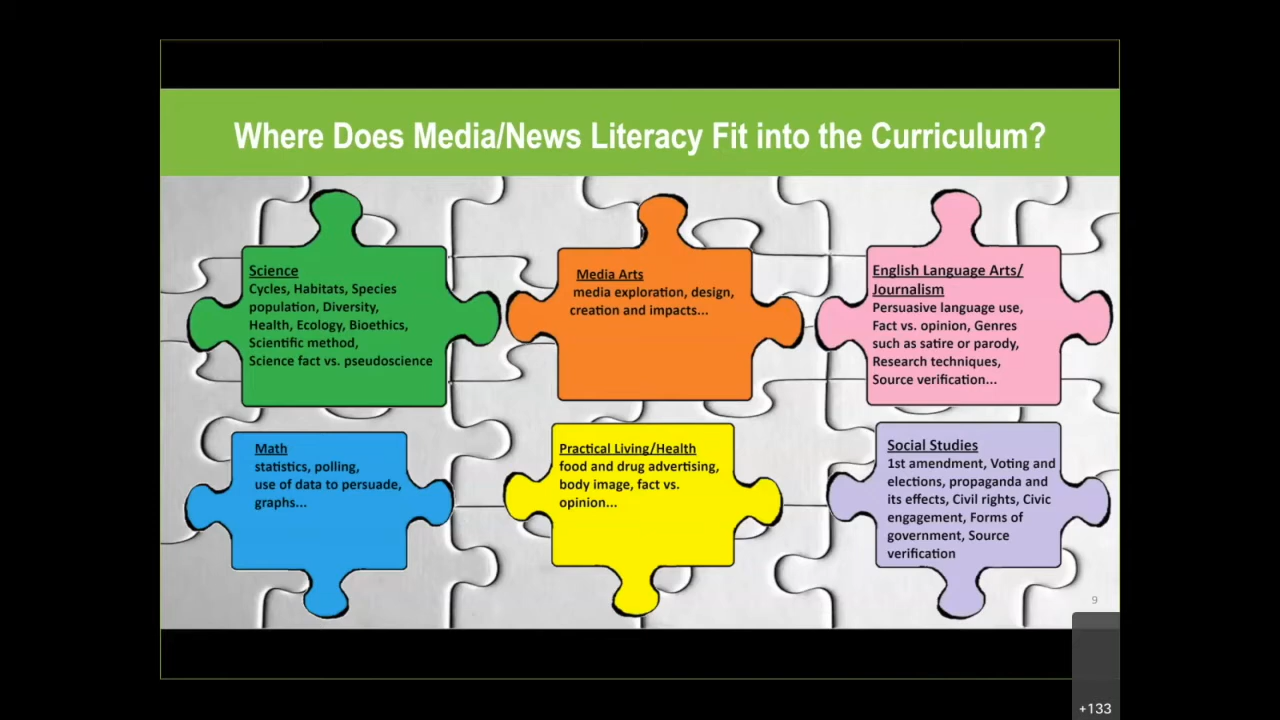 Where Does Media/News Literacy Fit into the Curriculum?
Science
Cycles, Habitats, Species
population, Diversity,
Health, Ecology, Bioethics,
Scientific method,
Science fact vs. pseudoscience
Media Arts
media exploration, design,
creation and impacts...
English Language Arts/
Journalism
Persuasive language use,
Fact vs. opinion, Genres
such as satire or parody,
Research techniques,
Source verification...
Math
statistics, polling,
use of data to persuade,
graphs...
Practical Living/Health
food and drug advertising,
body image, fact vs.
opinion...
Social Studies
1st amendment, Voting and
elections, propaganda and
its effects, Civil rights, Civic
engagement, Forms of
government, Source
verification
9
+133